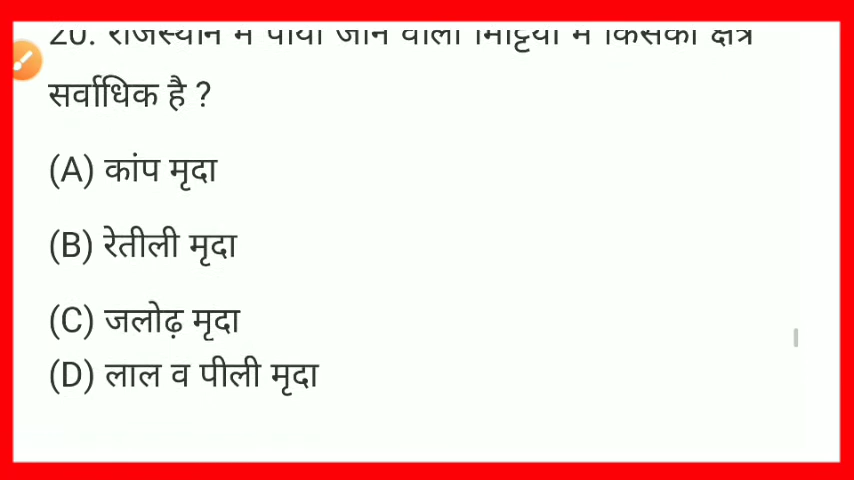 20. राजस्थान में पायी जाने वाली मिट्टियों में किसका क्षेत्र
सर्वाधिक है ?
(A) कांप मृदा
(B) रेतीली मृदा
(C) जलोढ़ मृदा
(D) लाल व पीली मृदा